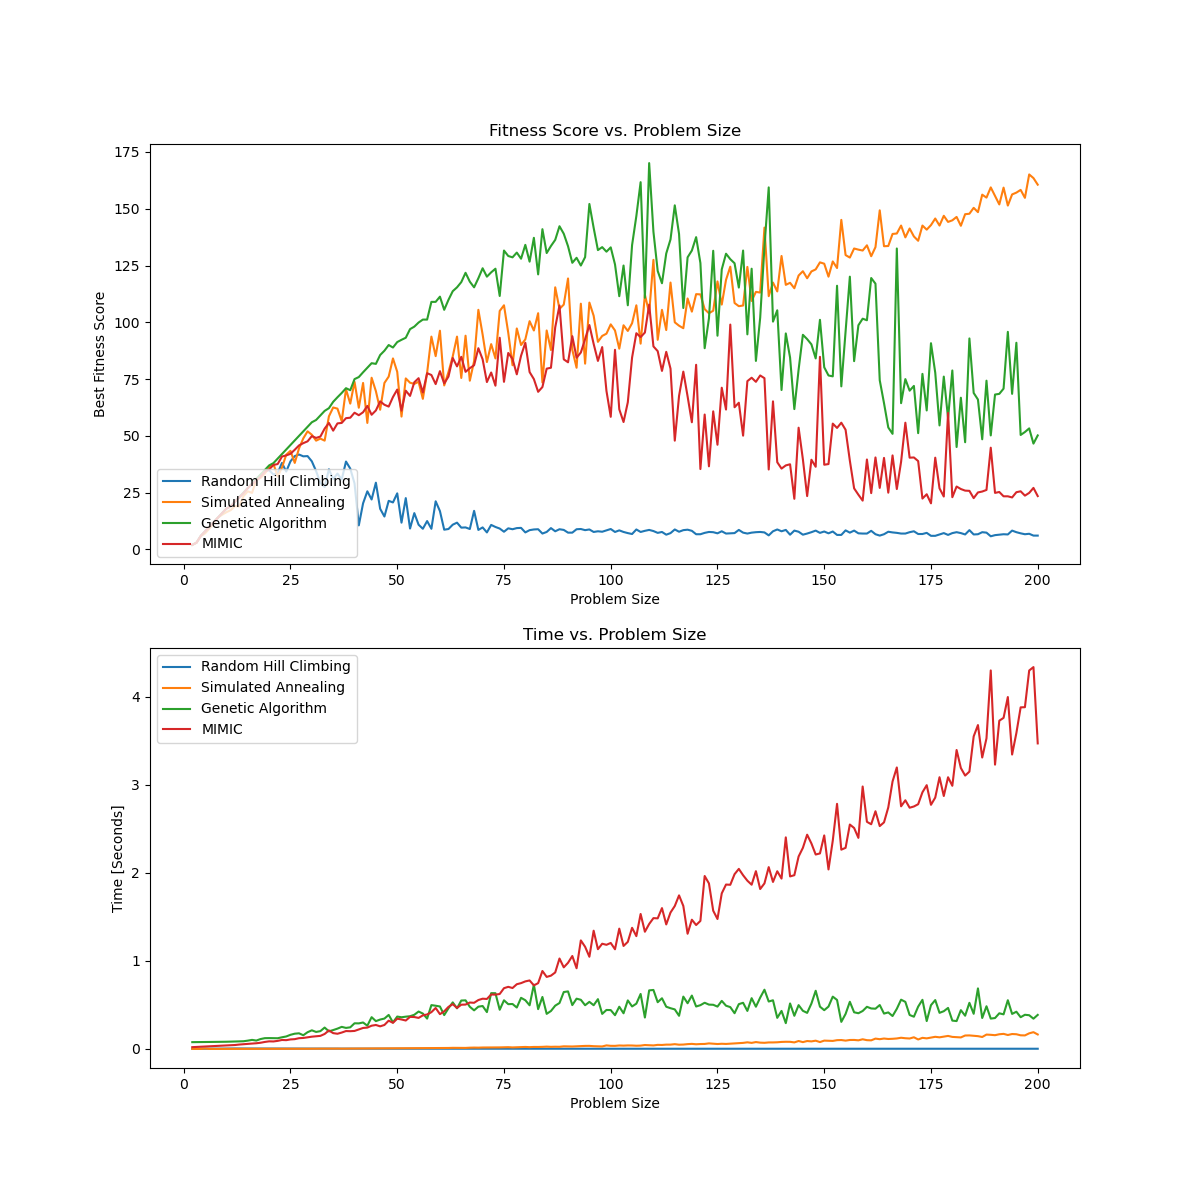 Fitness Score vs. Problem Size
175
150
125
100
75
50
25
0
Best Fitness Score
Random Hill Climbing
Simulated Annealing
Genetic Algorithm
MIMIC
0 25 50 75 100 125 150 175 200
Problem Size
Time vs. Problem Size
Random Hill Climbing
Simulated Annealing
Genetic Algorithm
MIMIC
4
3
2
1
0
Time [Seconds]
0 25 50 75 100 125 150 175 200
Problem Size